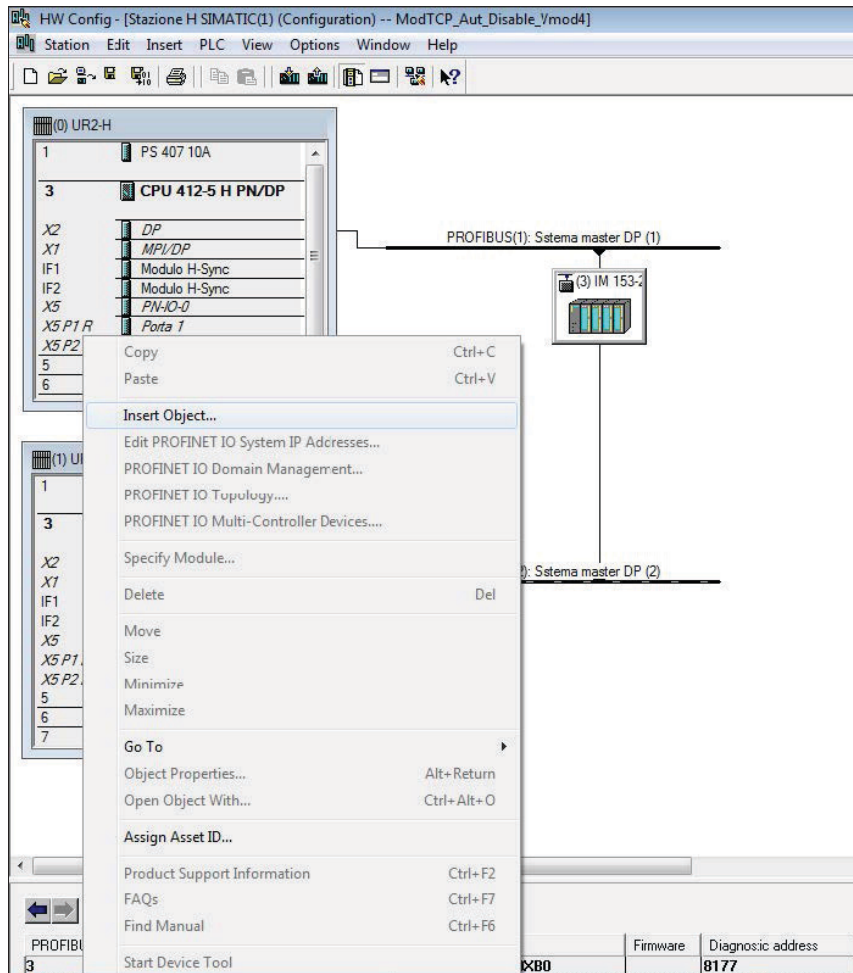 HW Config - [Stazione H SIMATIC(1) (Configuration) -- ModTCP_Aut_Disable_Vmod4]
Station Edit Insert PLC View Options Window Help
(0) UR2-H
1 PS 407 10A
3 CPU 412-5 H PN/DP
X2 DP
X1 MPI/DP
IF1 Modulo H-Sync
IF2 Modulo H-Sync
X5 PN-IO-0
X5 P1 R Porta 1
X5 P2
5
6
PROFIBUS(1): Sstema master DP (1)
(3) IM 153-2
(1) UR
1
3
X2
X1
IF1
IF2
X5
X5 P1
X5 P2
5
6
7
): Sstema master DP (2)
Copy Ctrl+C
Paste Ctrl+V
Insert Object...
Edit PROFINET IO System IP Addresses...
PROFINET IO Domain Management...
PROFINET IO Topology....
PROFINET IO Multi-Controller Devices....
Specify Module...
Delete Del
Move
Size
Minimize
Maximize
Go To
Object Properties... Alt+Return
Open Object With... Ctrl+Alt+O
Assign Asset ID...
Product Support Information Ctrl+F2
FAQs Ctrl+F7
Find Manual Ctrl+F6
Start Device Tool
PROFIBU Firmware Diagnostic address
3 XB0 8177